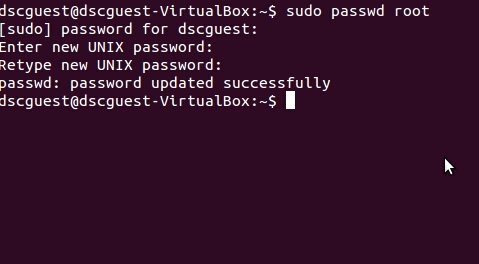 dscguest@dscguest-VirtualBox:~$ sudo passwd root
[sudo] password for dscguest:
Enter new UNIX password:
Retype new UNIX password:
passwd: password updated successfully
dscguest@dscguest-VirtualBox:~$